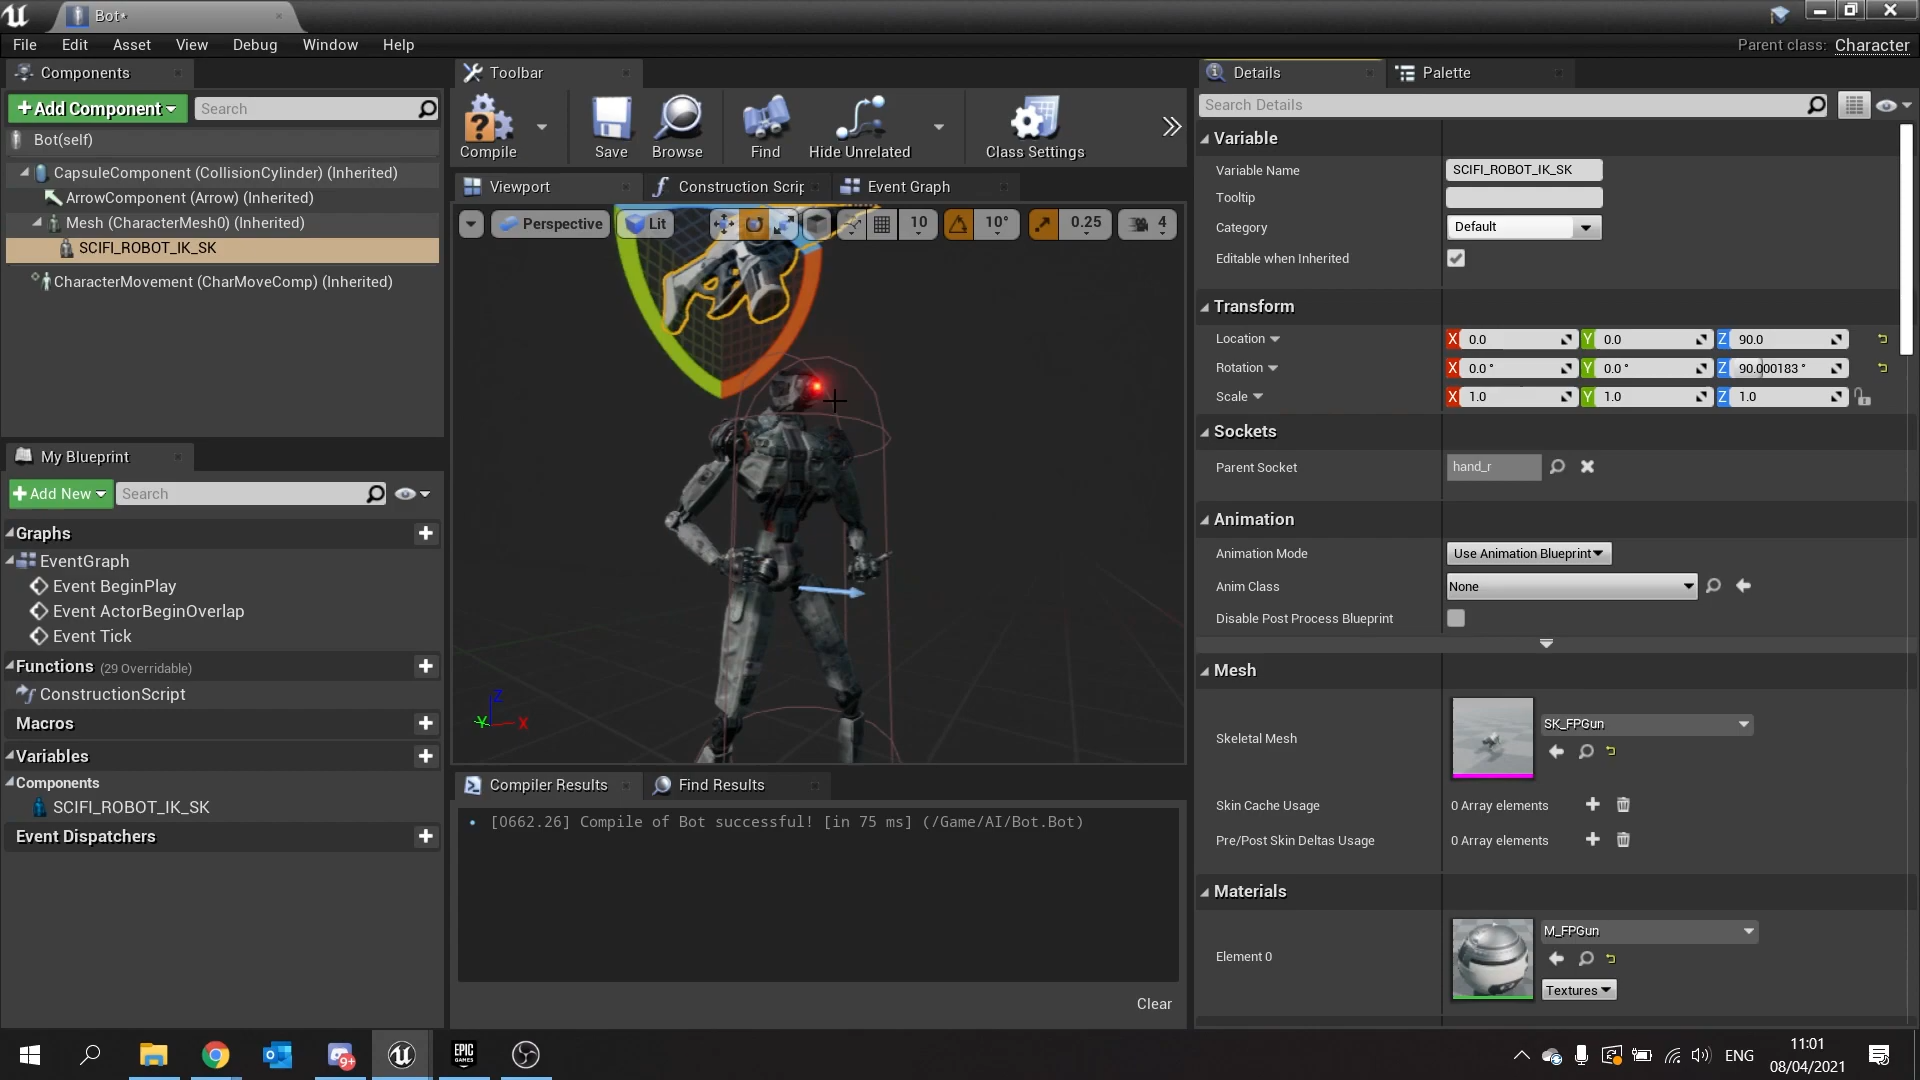 Bot*
File Edit Asset View Debug Window Help
Parent class: Character
Components
+Add Component
Search
Bot(self)
CapsuleComponent (CollisionCylinder) (Inherited)
ArrowComponent (Arrow) (Inherited)
Mesh (CharacterMesh0) (Inherited)
SCIFI_ROBOT_IK_SK
CharacterMovement (CharMoveComp) (Inherited)
My Blueprint
+Add New
Search
Graphs
EventGraph
Event BeginPlay
Event ActorBeginOverlap
Event Tick
Functions (29 Overridable)
ConstructionScript
Macros
Variables
Components
SCIFI_ROBOT_IK_SK
Event Dispatchers
Toolbar
Compile
Save
Browse
Find
Hide Unrelated
Class Settings
Viewport
Construction Scrip
Event Graph
Perspective
Lit
10
10°
0.25
4
Z
Y
X
Compiler Results
Find Results
[0662.26] Compile of Bot successful! [in 75 ms] (/Game/AI/Bot.Bot)
Clear
Details
Palette
Search Details
Variable
Variable Name SCIFI_ROBOT_IK_SK
Tooltip
Category Default
Editable when Inherited
Transform
Location X 0.0 Y 0.0 Z 90.0
Rotation X 0.0 ° Y 0.0 ° Z 90.000183 °
Scale X 1.0 Y 1.0 Z 1.0
Sockets
Parent Socket hand_r
Animation
Animation Mode Use Animation Blueprint
Anim Class None
Disable Post Process Blueprint
Mesh
Skeletal Mesh SK_FPGun
Skin Cache Usage 0 Array elements
Pre/Post Skin Deltas Usage 0 Array elements
Materials
Element 0 M_FPGun
Textures
9+
EPIC
GAMES
ENG
11:01
08/04/2021